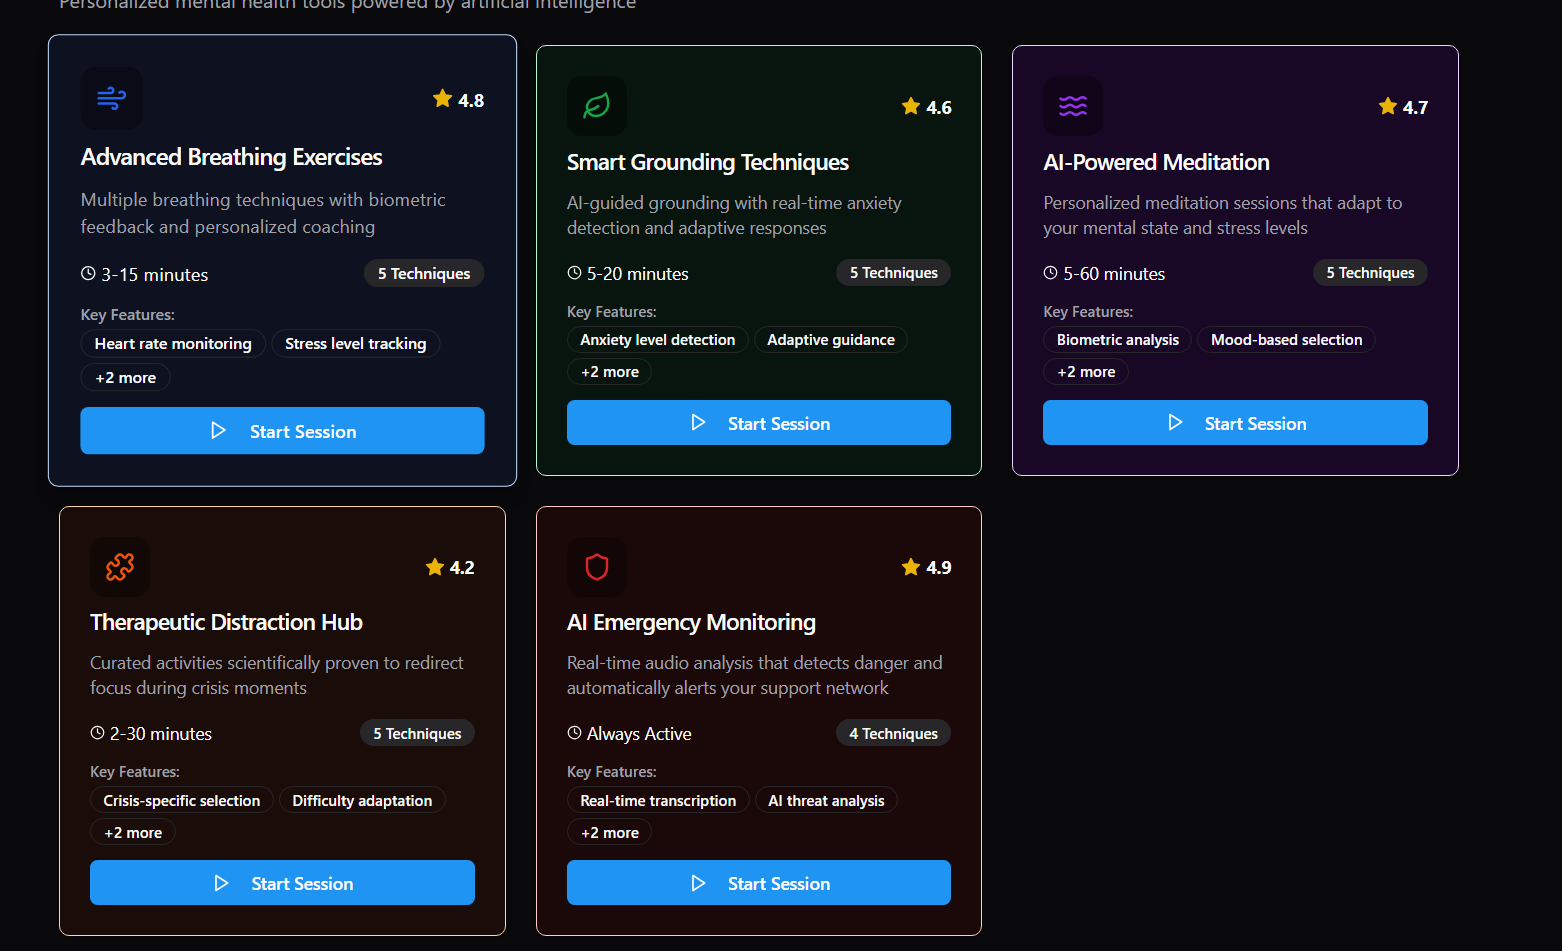 Personalized mental health tools powered by artificial intelligence
4.8
Advanced Breathing Exercises
Multiple breathing techniques with biometric
feedback and personalized coaching
3-15 minutes
5 Techniques
Key Features:
Heart rate monitoring
Stress level tracking
+2 more
Start Session
4.6
Smart Grounding Techniques
AI-guided grounding with real-time anxiety
detection and adaptive responses
5-20 minutes
5 Techniques
Key Features:
Anxiety level detection
Adaptive guidance
+2 more
Start Session
4.7
AI-Powered Meditation
Personalized meditation sessions that adapt to
your mental state and stress levels
5-60 minutes
5 Techniques
Key Features:
Biometric analysis
Mood-based selection
+2 more
Start Session
4.2
Therapeutic Distraction Hub
Curated activities scientifically proven to redirect
focus during crisis moments
2-30 minutes
5 Techniques
Key Features:
Crisis-specific selection
Difficulty adaptation
+2 more
Start Session
4.9
AI Emergency Monitoring
Real-time audio analysis that detects danger and
automatically alerts your support network
Always Active
4 Techniques
Key Features:
Real-time transcription
AI threat analysis
+2 more
Start Session